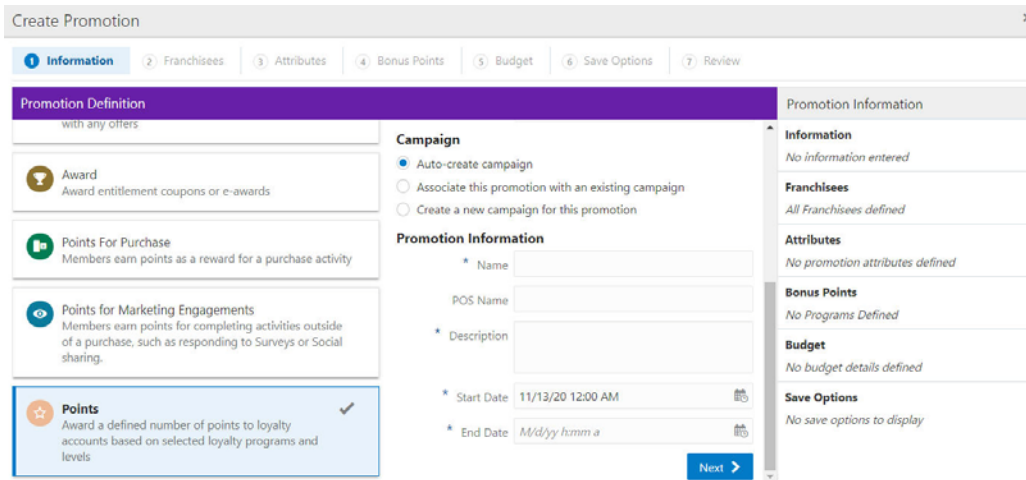 Create Promotion
1 Information 2 Franchisees 3 Attributes 4 Bonus Points 5 Budget 6 Save Options 7 Review
Promotion Definition
with any offers
Award
Award entitlement coupons or e-awards
Points For Purchase
Members earn points as a reward for a purchase activity
Points for Marketing Engagements
Members earn points for completing activities outside
of a purchase, such as responding to Surveys or Social
sharing.
Points
Award a defined number of points to loyalty
accounts based on selected loyalty programs and
levels
Campaign
Auto-create campaign
Associate this promotion with an existing campaign
Create a new campaign for this promotion
Promotion Information
* Name
POS Name
* Description
* Start Date 11/13/20 12:00 AM
* End Date M/d/yy h:mm a
Next
Promotion Information
Information
No information entered
Franchisees
All Franchisees defined
Attributes
No promotion attributes defined
Bonus Points
No Programs Defined
Budget
No budget details defined
Save Options
No save options to display